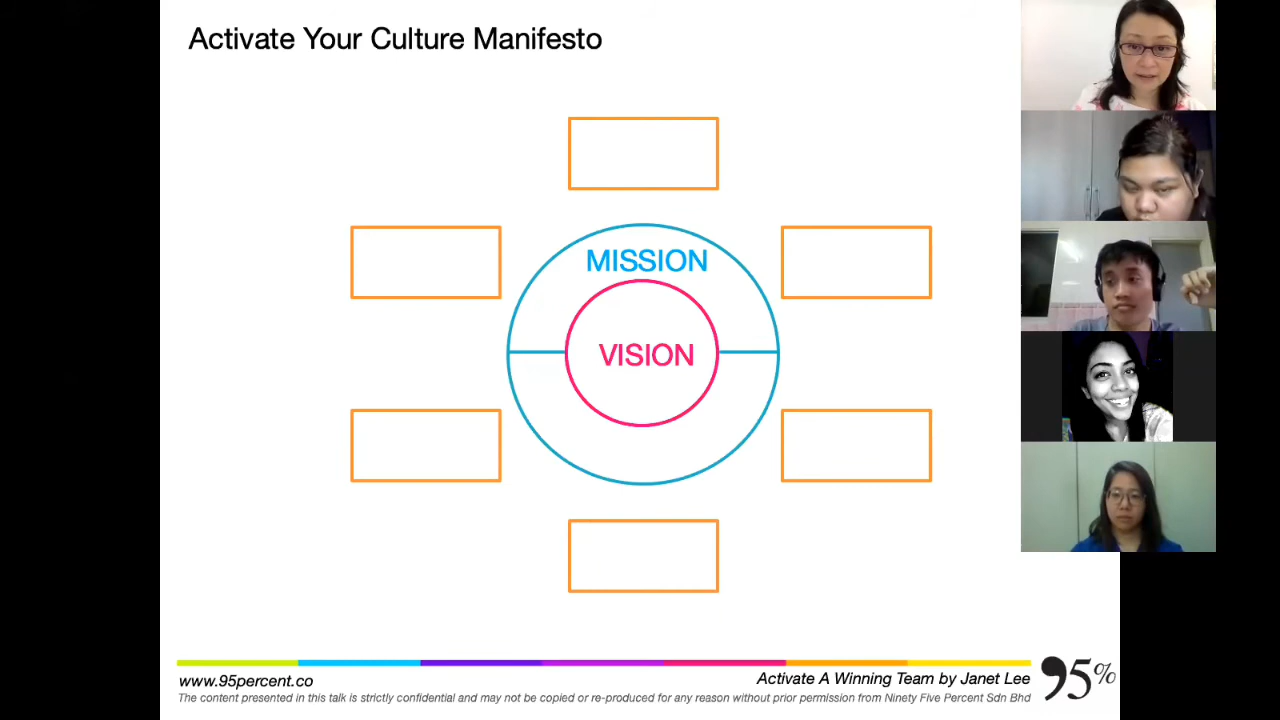 Activate Your Culture Manifesto
MISSION
VISION
www.95percent.co
Activate A Winning Team by Janet Lee
The content presented in this talk is strictly confidential and may not be copied or re-produced for any reason without prior permission from Ninety Five Percent Sdn Bhd
95%